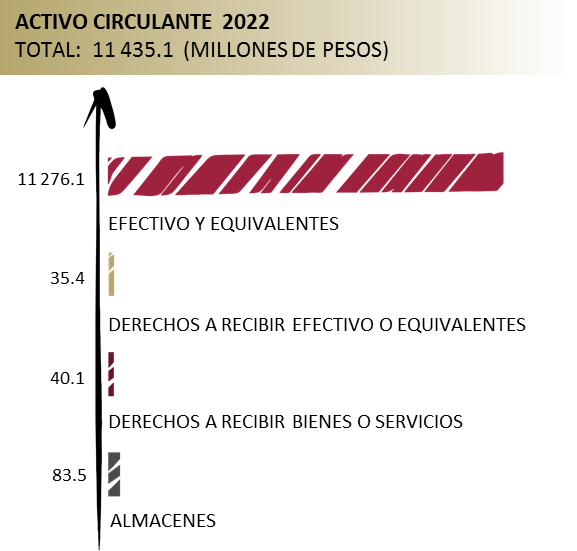 ACTIVO CIRCULANTE 2022
TOTAL: 11 435.1 (MILLONES DE PESOS)
11 276.1
EFECTIVO Y EQUIVALENTES
35.4
DERECHOS A RECIBIR EFECTIVO O EQUIVALENTES
40.1
DERECHOS A RECIBIR BIENES O SERVICIOS
83.5
ALMACENES